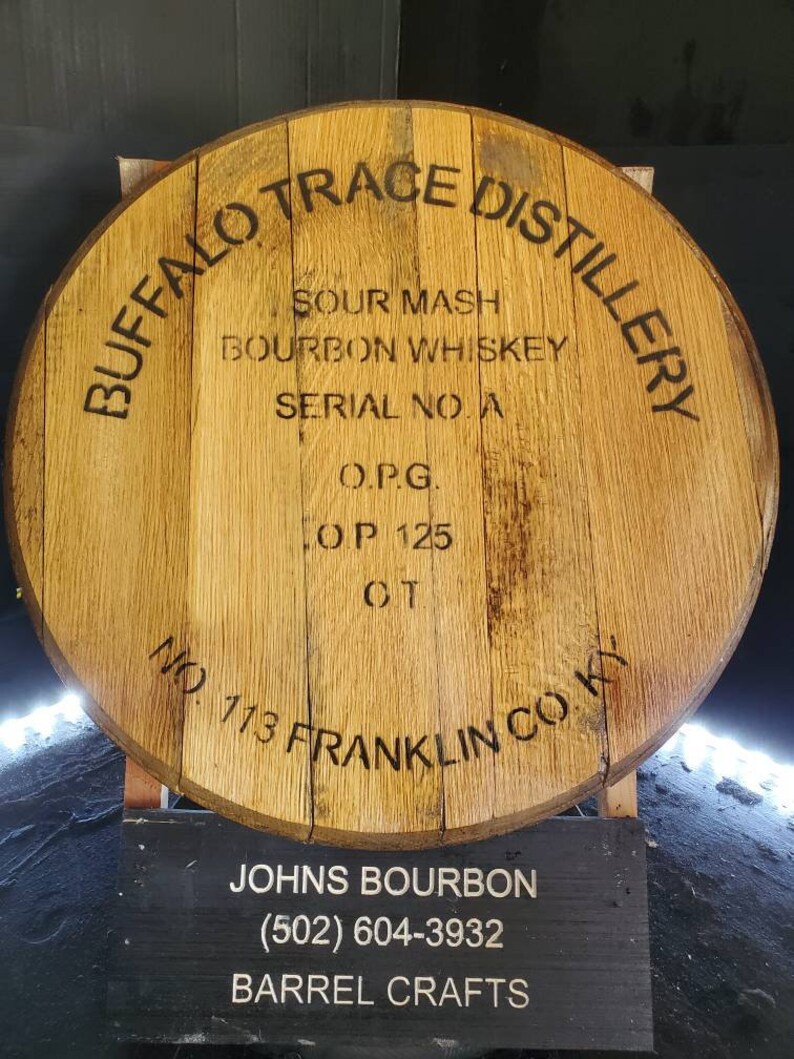 BUFFALO TRACE DISTILLERY
SOUR MASH
BOURBON WHISKEY
SERIAL NO. A
O.P.G.
O.P 125
O T
NO. 113 FRANKLIN CO. KY
JOHNS BOURBON
(502) 604-3932
BARREL CRAFTS